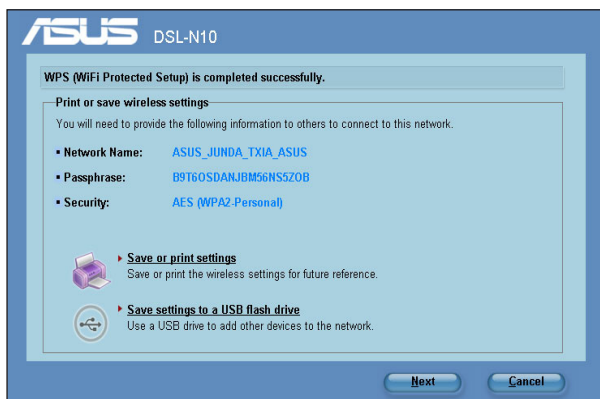 ASUS DSL-N10
WPS (WiFi Protected Setup) is completed successfully.
Print or save wireless settings
You will need to provide the following information to others to connect to this network.
Network Name: ASUS_JUNDA_TXIA_ASUS
Passphrase: B9T6OSDANJBM56NS5ZOB
Security: AES (WPA2-Personal)
Save or print settings
Save or print the wireless settings for future reference.
Save settings to a USB flash drive
Use a USB drive to add other devices to the network.
Next Cancel